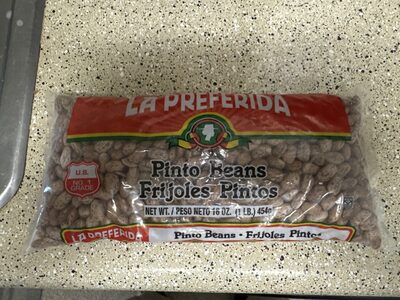 LA PREFERIDA
Pinto Beans
Frijoles Pintos
U.S.
NO. 1
GRADE
NET WT. / PESO NETO 16 OZ. (1 LB.) 454g
LA PREFERIDA Pinto Beans • Frijoles Pintos